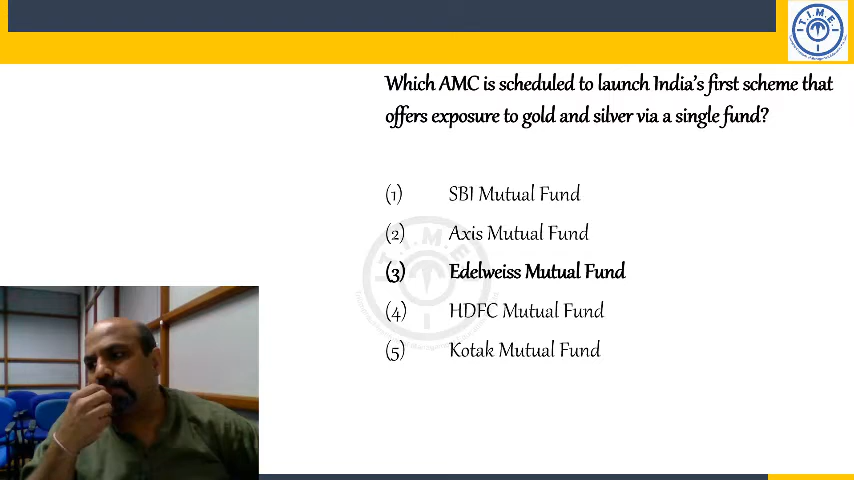 T.I.M.E.
Which AMC is scheduled to launch India's first scheme that
offers exposure to gold and silver via a single fund?
(1) SBI Mutual Fund
(2) Axis Mutual Fund
(3) Edelweiss Mutual Fund
(4) HDFC Mutual Fund
(5) Kotak Mutual Fund
T.I.M.E.